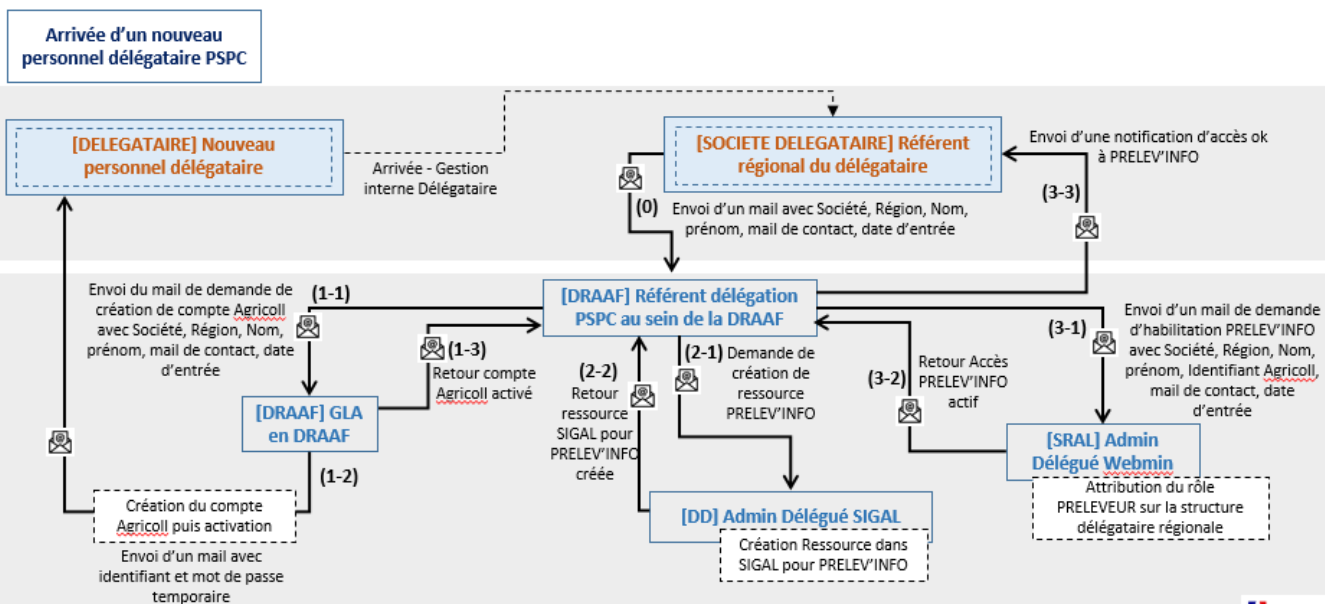 Arrivée d'un nouveau
personnel délégataire PSPC
[DELEGATAIRE] Nouveau
personnel délégataire
Arrivée - Gestion
interne Délégataire
[SOCIETE DELEGATAIRE] Référent
régional du délégataire
Envoi d'une notification d'accès ok
à PRELEV'INFO
(3-3)
(0)
Envoi d'un mail avec Société, Région, Nom,
prénom, mail de contact, date d'entrée
Envoi du mail de demande de
création de compte Agricoll
avec Société, Région, Nom,
prénom, mail de contact, date
d'entrée
(1-1)
[DRAAF] Référent délégation
PSPC au sein de la DRAAF
(1-3)
Retour compte
Agricoll activé
(2-2)
Retour
ressource
SIGAL pour
PRELEV'INFO
créée
(2-1)
Demande de
création de
ressource
PRELEV'INFO
(3-2)
Retour Accès
PRELEV'INFO
actif
(3-1)
Envoi d'un mail de demande
d'habilitation PRELEV'INFO
avec Société, Région, Nom,
prénom, Identifiant Agricoll,
mail de contact, date
d'entrée
[DRAAF] GLA
en DRAAF
(1-2)
Création du compte
Agricoll puis activation
Envoi d'un mail avec
identifiant et mot de passe
temporaire
[DD] Admin Délégué SIGAL
Création Ressource dans
SIGAL pour PRELEV'INFO
[SRAL] Admin
Délégué Webmin
Attribution du rôle
PRELEVEUR sur la structure
délégataire régionale